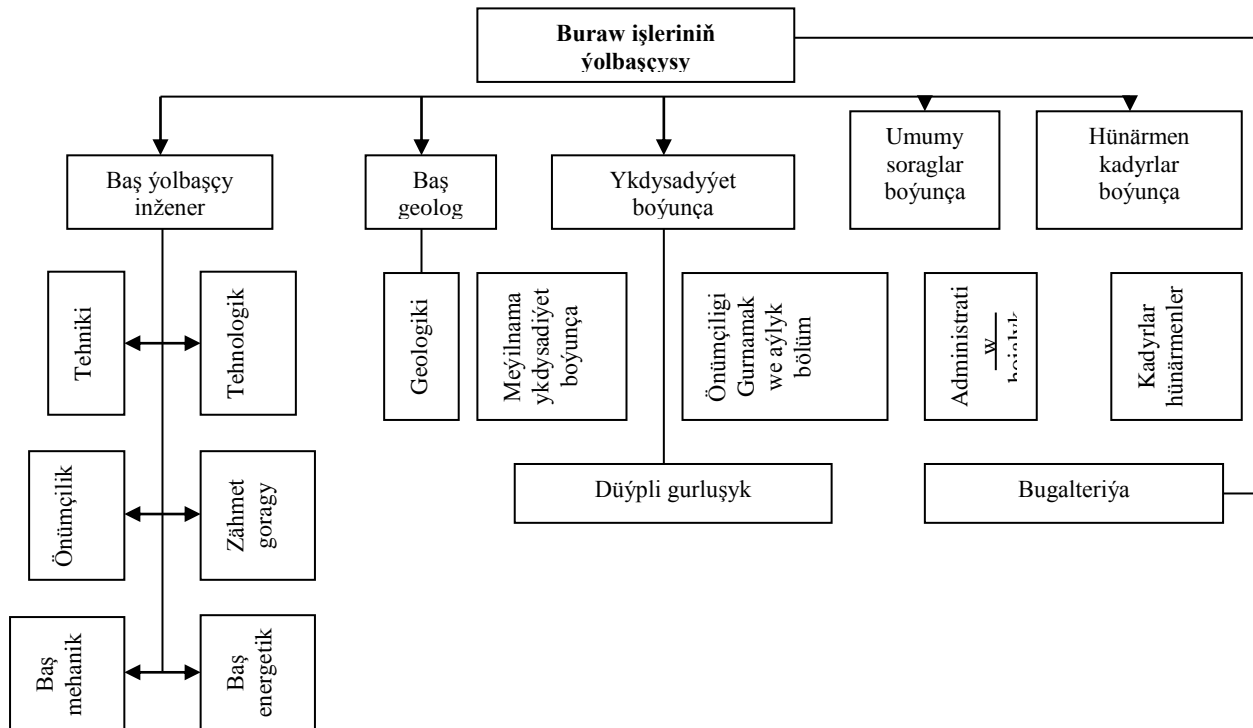 Buraw işleriniň
ýolbaşçysy
Baş ýolbaşçy
inžener
Baş
geolog
Ykdysadyýet
boýunça
Umumy
soraglar
boýunça
Hünärmen
kadyrlar
boýunça
Tehniki
Tehnologik
Geologiki
Meýilnama
ykdysadiýet
boýunça
Önümçiligi
Gurnamak
we aýlyk
bölüm
Administrati
w
Kadyrlar
hünärmenler
Önümçilik
Zähmet
goragy
Düýpli gurluşyk
Bugalteriýa
Baş
mehanik
Baş
energetik